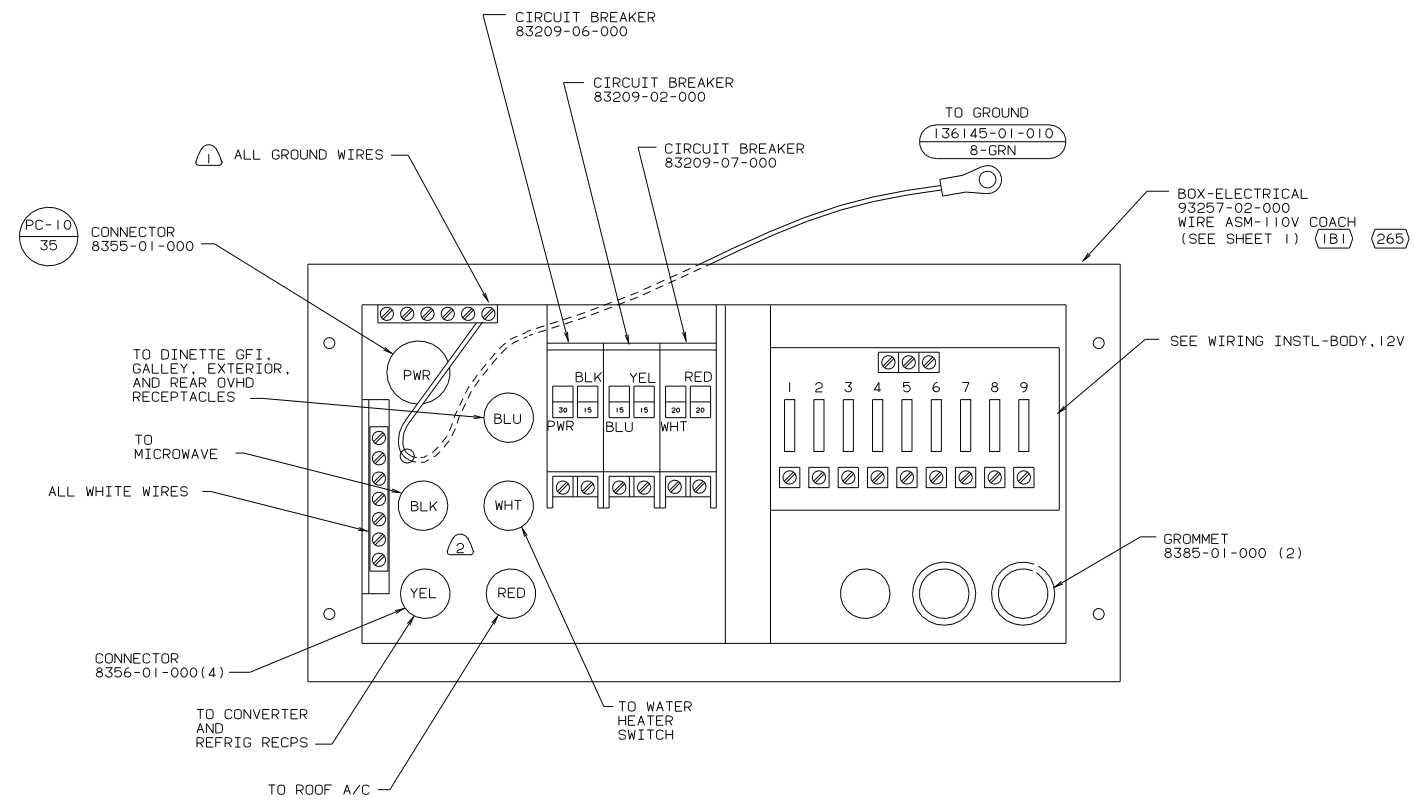 CIRCUIT BREAKER
83209-06-000
CIRCUIT BREAKER
83209-02-000
CIRCUIT BREAKER
83209-07-000
TO GROUND
136145-01-010
8-GRN
1 ALL GROUND WIRES
PC-10
35
CONNECTOR
8355-01-000
BOX-ELECTRICAL
93257-02-000
WIRE ASM-110V COACH
(SEE SHEET 1) 1B1 265
TO DINETTE GFI,
GALLEY, EXTERIOR,
AND REAR OVHD
RECEPTACLES
SEE WIRING INSTL-BODY,12V
PWR
BLU
BLK YEL RED
30 15 15 15 20 20
PWR BLU WHT
1 2 3 4 5 6 7 8 9
TO
MICROWAVE
ALL WHITE WIRES
BLK
WHT
2
YEL
RED
GROMMET
8385-01-000 (2)
CONNECTOR
8356-01-000(4)
TO CONVERTER
AND
REFRIG RECPS
TO WATER
HEATER
SWITCH
TO ROOF A/C